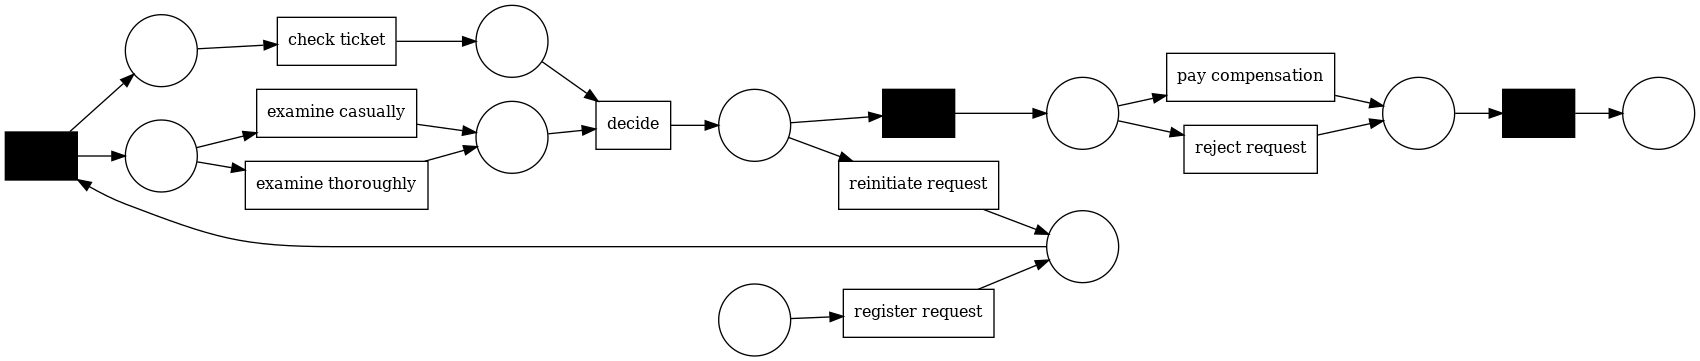 check ticket
examine casually
examine thoroughly
decide
reinitiate request
register request
pay compensation
reject request